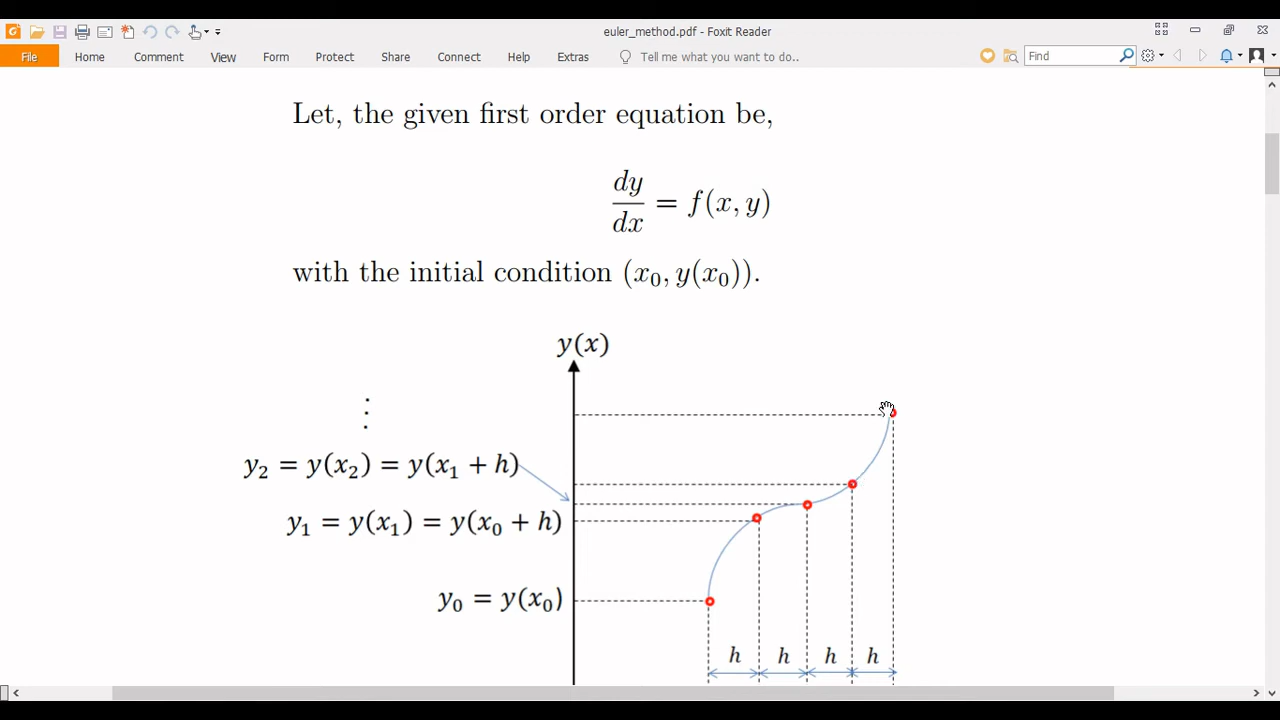 euler_method.pdf - Foxit Reader
File Home Comment View Form Protect Share Connect Help Extras Tell me what you want to do.. Find
Let, the given first order equation be,
dy/dx = f(x, y)
with the initial condition (x₀, y(x₀)).
y(x)
⋮
y₂ = y(x₂) = y(x₁ + h)
y₁ = y(x₁) = y(x₀ + h)
y₀ = y(x₀)
h h h h